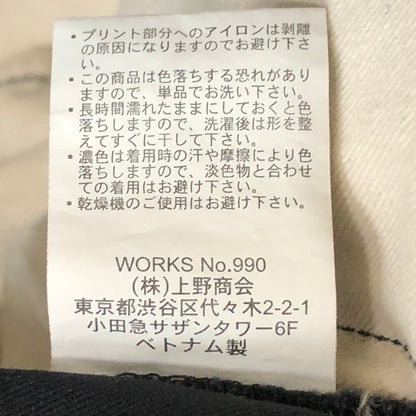 ・プリント部分へのアイロンは剥離
の原因になりますのでお避け下さ
い。
・この商品は色落ちする恐れがあり
ますので、単品でお洗い下さい。
・長時間濡れたままにしておくと色
落ちしますので、洗濯後は形を整
えてすぐに干して下さい。
・濃色は着用時の汗や摩擦により色
落ちしますので、淡色物と合わせ
ての着用はお避け下さい。
・乾燥機のご使用はお避け下さい。
WORKS No.990
(株)上野商会
東京都渋谷区代々木2-2-1
小田急サザンタワー6F
ベトナム製